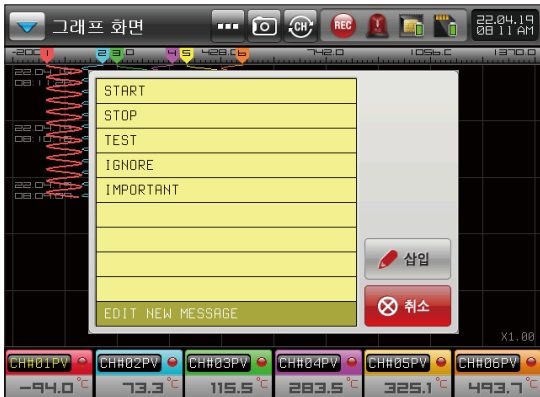 그래프 화면
CH
REC
22.04.19
08 11 AM
1 2 3 4 5 6
742.0 1056.C 1370.0
START
STOP
TEST
IGNORE
IMPORTANT
삽입
EDIT NEW MESSAGE
취소
X1.00
CH#01PV CH#02PV CH#03PV CH#04PV CH#05PV CH#06PV
-94.0℃ 73.3℃ 115.5℃ 283.5℃ 325.1℃ 493.7℃